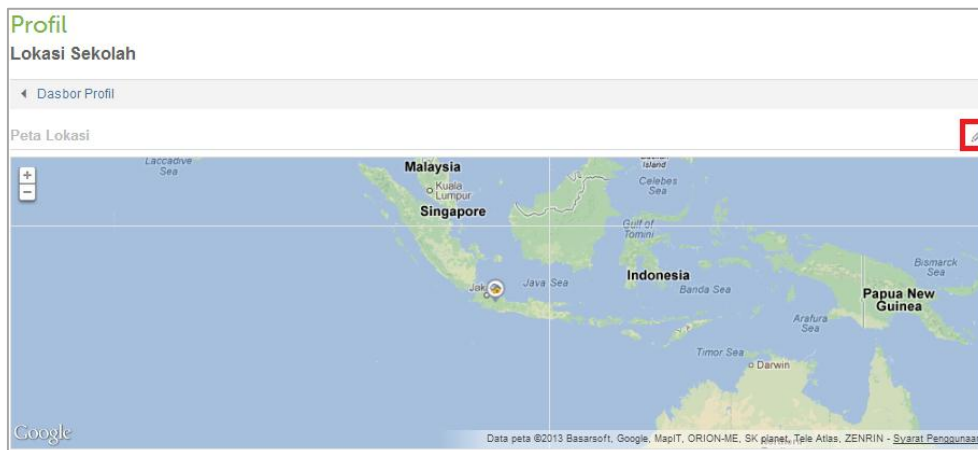 Profil
Lokasi Sekolah
Dasbor Profil
Peta Lokasi
+
−
Laccadive
Sea
Malaysia
Kuala
Lumpur
Singapore
Island
Celebes
Sea
Gulf of
Tomini
Indonesia
Java Sea
Banda Sea
Bismarck
Sea
Papua New
Guinea
Arafura
Sea
Timor Sea
Darwin
Google
Data peta ©2013 Basarsoft, Google, MapIT, ORION-ME, SK planet, Tele Atlas, ZENRIN - Syarat Penggunaan